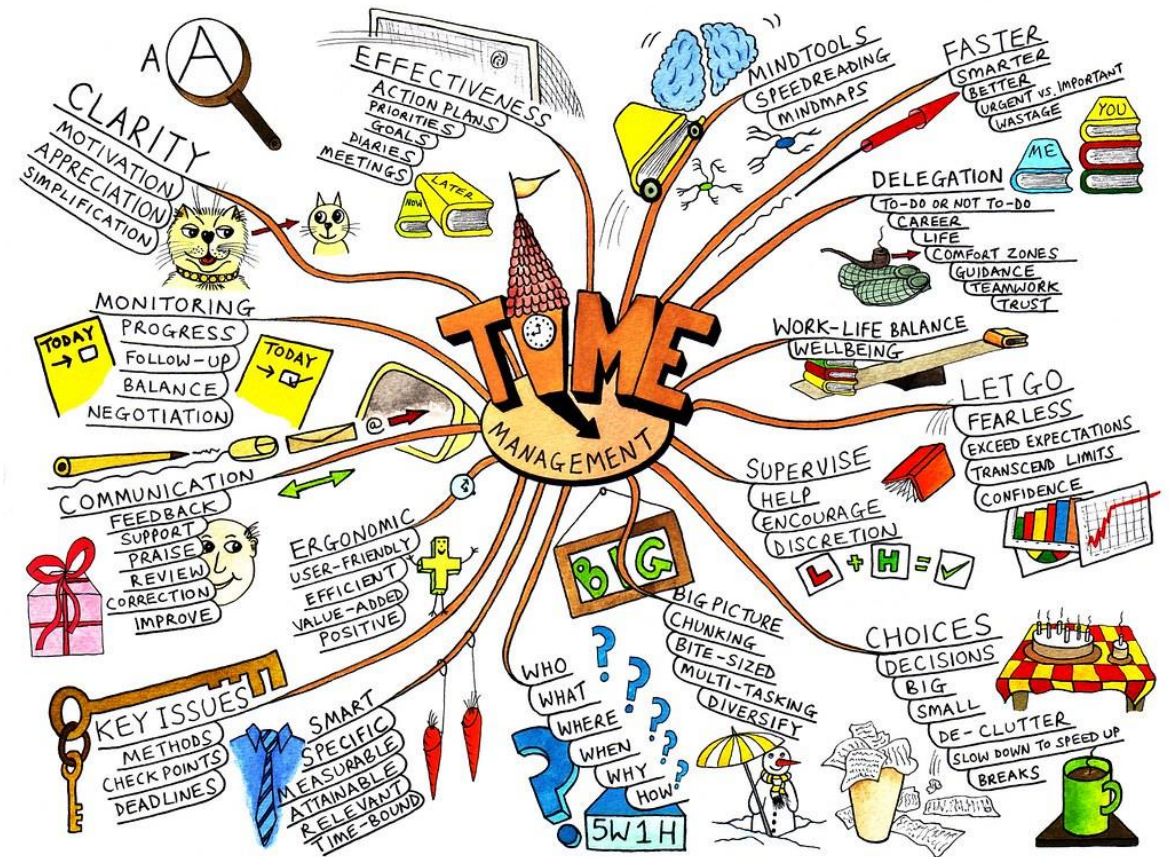 A A
CLARITY
MOTIVATION
APPRECIATION
SIMPLIFICATION
EFFECTIVENESS
ACTION PLANS
PRIORITIES
GOALS
DIARIES
MEETINGS
NOW
LATER
MINDTOOLS
SPEEDREADING
MINDMAPS
FASTER
SMARTER
BETTER
URGENT VS. IMPORTANT
WASTAGE
YOU
ME
DELEGATION
TO-DO OR NOT TO-DO
CAREER
LIFE
COMFORT ZONES
GUIDANCE
TEAMWORK
TRUST
TIME
MANAGEMENT
MONITORING
PROGRESS
FOLLOW-UP
BALANCE
NEGOTIATION
TODAY
TODAY
WORK-LIFE BALANCE
WELLBEING
LET GO
FEARLESS
EXCEED EXPECTATIONS
TRANSCEND LIMITS
CONFIDENCE
@
COMMUNICATION
FEEDBACK
SUPPORT
PRAISE
REVIEW
CORRECTION
IMPROVE
ERGONOMIC
USER-FRIENDLY
EFFICIENT
VALUE-ADDED
POSITIVE
SUPERVISE
HELP
ENCOURAGE
DISCRETION
L + H = ✓
BIG
BIG PICTURE
CHUNKING
BITE-SIZED
MULTI-TASKING
DIVERSIFY
CHOICES
DECISIONS
BIG
SMALL
DE-CLUTTER
SLOW DOWN TO SPEED UP
BREAKS
KEY ISSUES
METHODS
CHECK POINTS
DEADLINES
SMART
SPECIFIC
MEASURABLE
ATTAINABLE
RELEVANT
TIME-BOUND
WHO
WHAT
WHERE
WHEN
WHY
HOW
? ? ? ? ? ?
5W1H